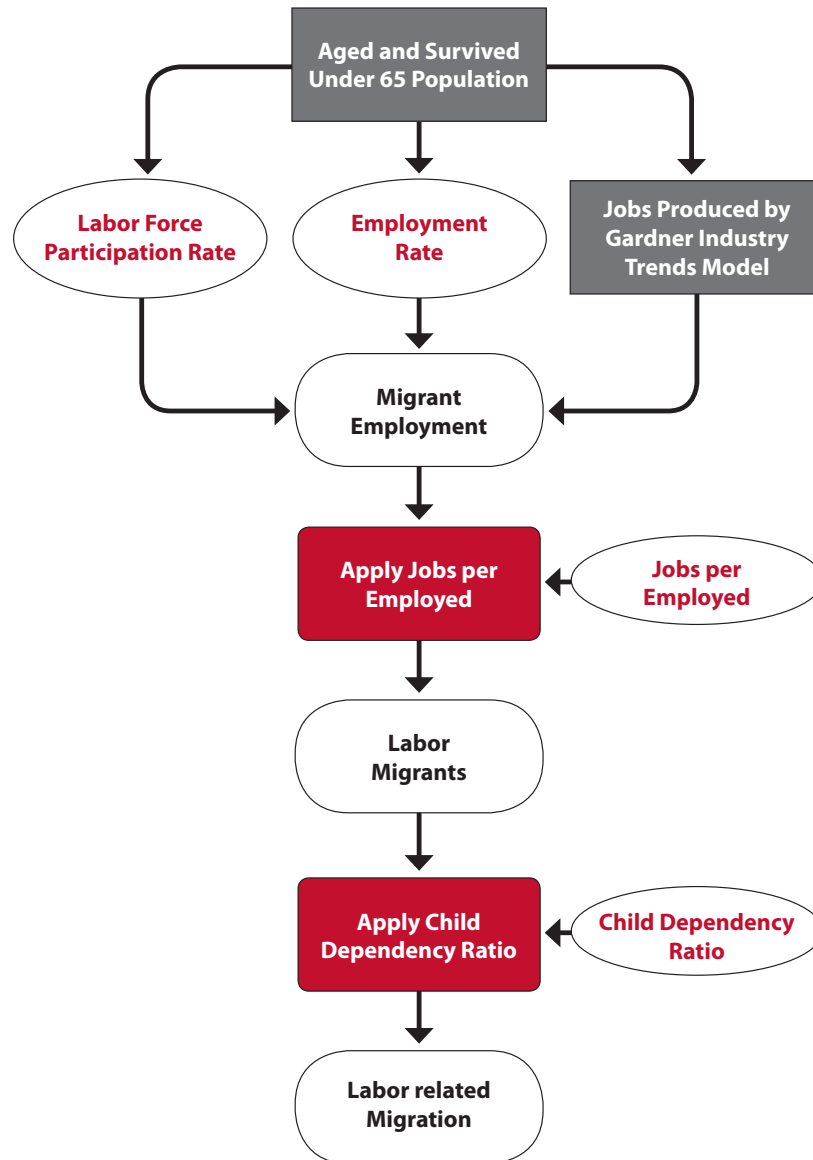 Aged and Survived
Under 65 Population
Labor Force
Participation Rate
Employment
Rate
Jobs Produced by
Gardner Industry
Trends Model
Migrant
Employment
Apply Jobs per
Employed
Jobs per
Employed
Labor
Migrants
Apply Child
Dependency Ratio
Child Dependency
Ratio
Labor related
Migration